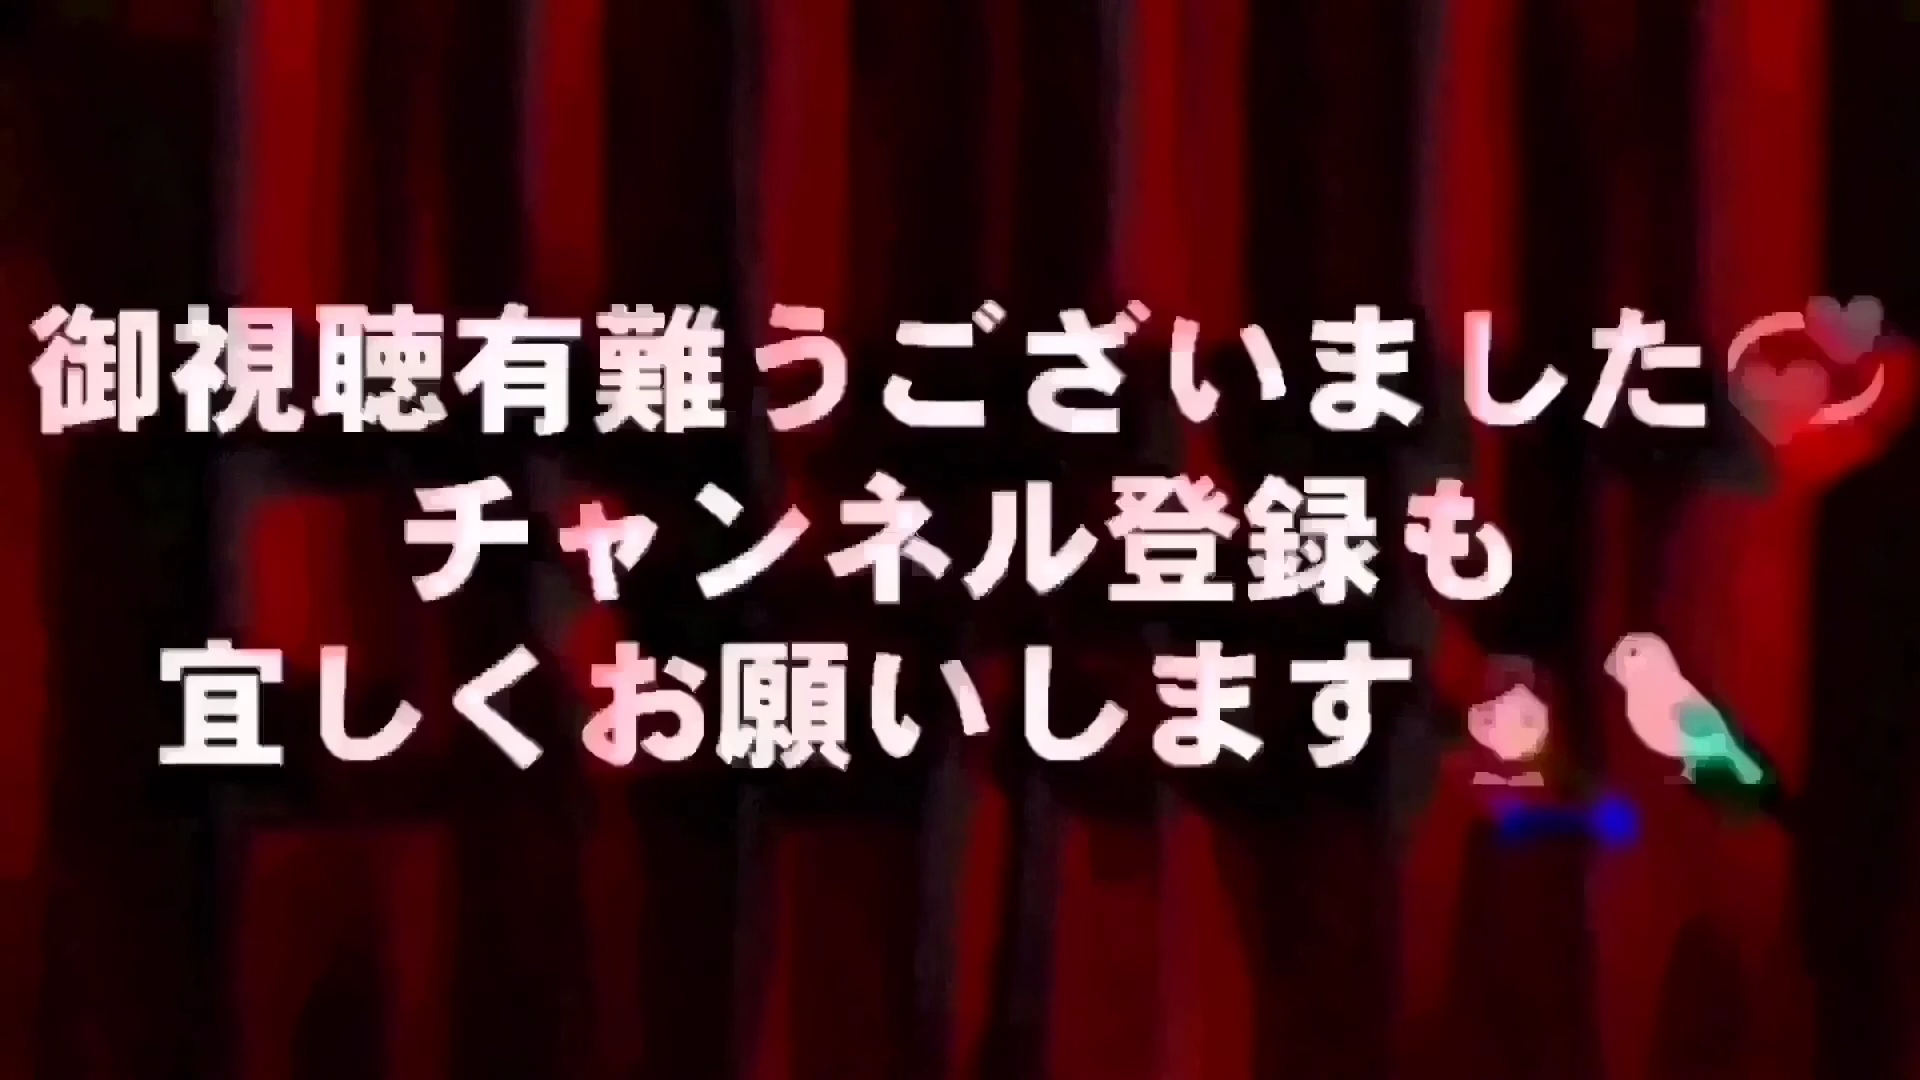 御視聴有難うございました💞
チャンネル登録も
宜しくお願いします